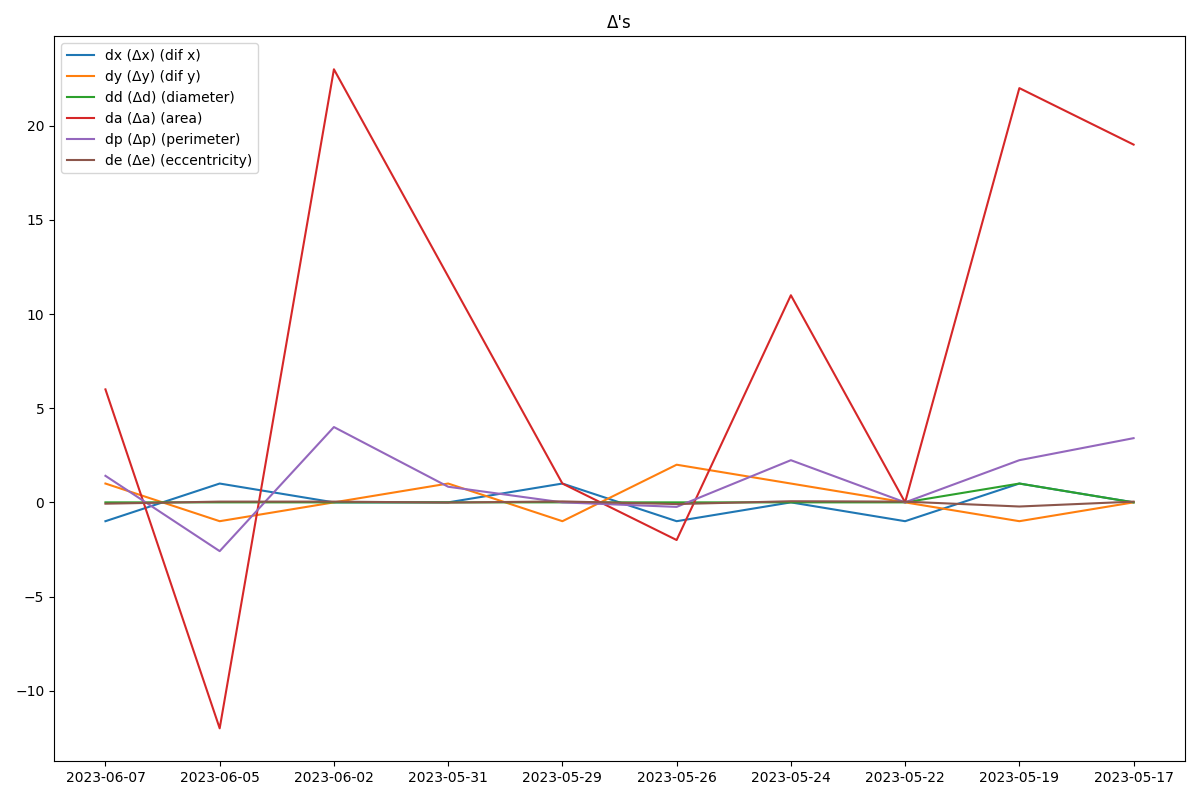 Δ's
dx (Δx) (dif x)
dy (Δy) (dif y)
dd (Δd) (diameter)
da (Δa) (area)
dp (Δp) (perimeter)
de (Δe) (eccentricity)
20
15
10
5
0
−5
−10
2023-06-07 2023-06-05 2023-06-02 2023-05-31 2023-05-29 2023-05-26 2023-05-24 2023-05-22 2023-05-19 2023-05-17